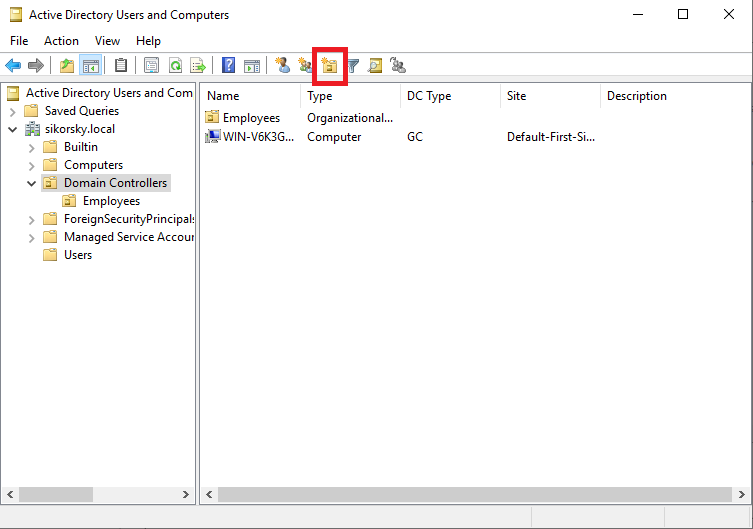 Active Directory Users and Computers
File Action View Help
Active Directory Users and Com
Saved Queries
sikorsky.local
Builtin
Computers
Domain Controllers
Employees
ForeignSecurityPrincipals
Managed Service Accour
Users
Name Type DC Type Site Description
Employees Organizational...
WIN-V6K3G... Computer GC Default-First-Si...